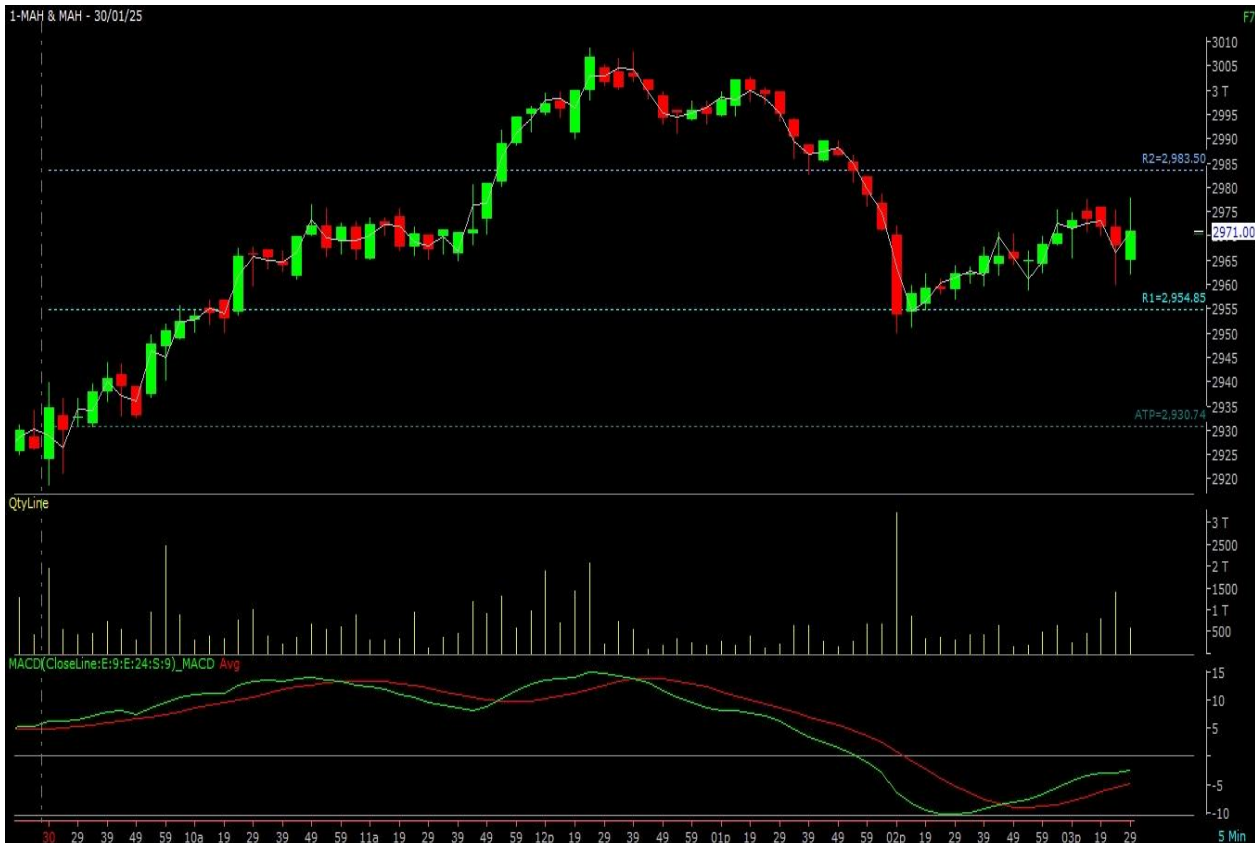 1-MAH & MAH - 30/01/25
F7
3010
3005
3 T
2995
2990
R2=2,983.50
2985
2980
2975
2971.00
2965
2960
R1=2,954.85
2955
2950
2945
2940
2935
ATP=2,930.74
2930
2925
2920
QtyLine
3 T
2500
2 T
1500
1 T
500
MACD(CloseLine:E:9:E:24:S:9)_MACD Avg
15
10
5
-5
-10
30 29 39 49 59 10a 19 29 39 49 59 11a 19 29 39 49 59 12p 19 29 39 49 59 01p 19 29 39 49 59 02p 19 29 39 49 59 03p 19 29
5 Min